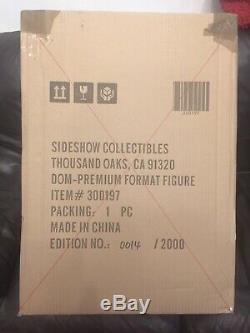 300197
SIDESHOW COLLECTIBLES
THOUSAND OAKS, CA 91320
DOM-PREMIUM FORMAT FIGURE
ITEM# 300197
PACKING: 1 PC
MADE IN CHINA
EDITION NO.: 0014 /2000